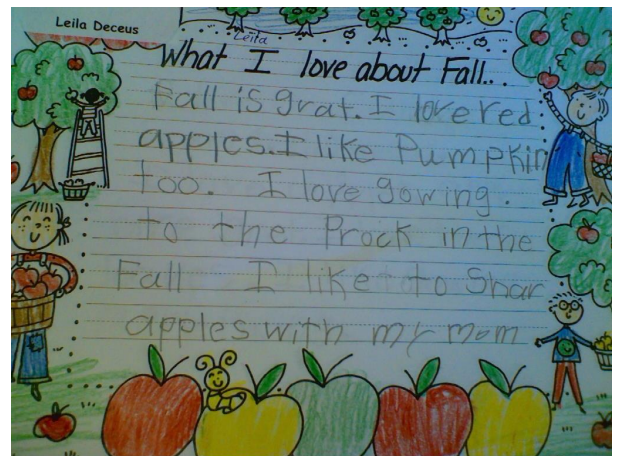 Leila Deceus
Leila
What I love about Fall...
Fall is grat. I love red
apples. I like Pumpkin
too. I love gowing.
to the Prock in the
Fall I like to Shar
apples with my mom